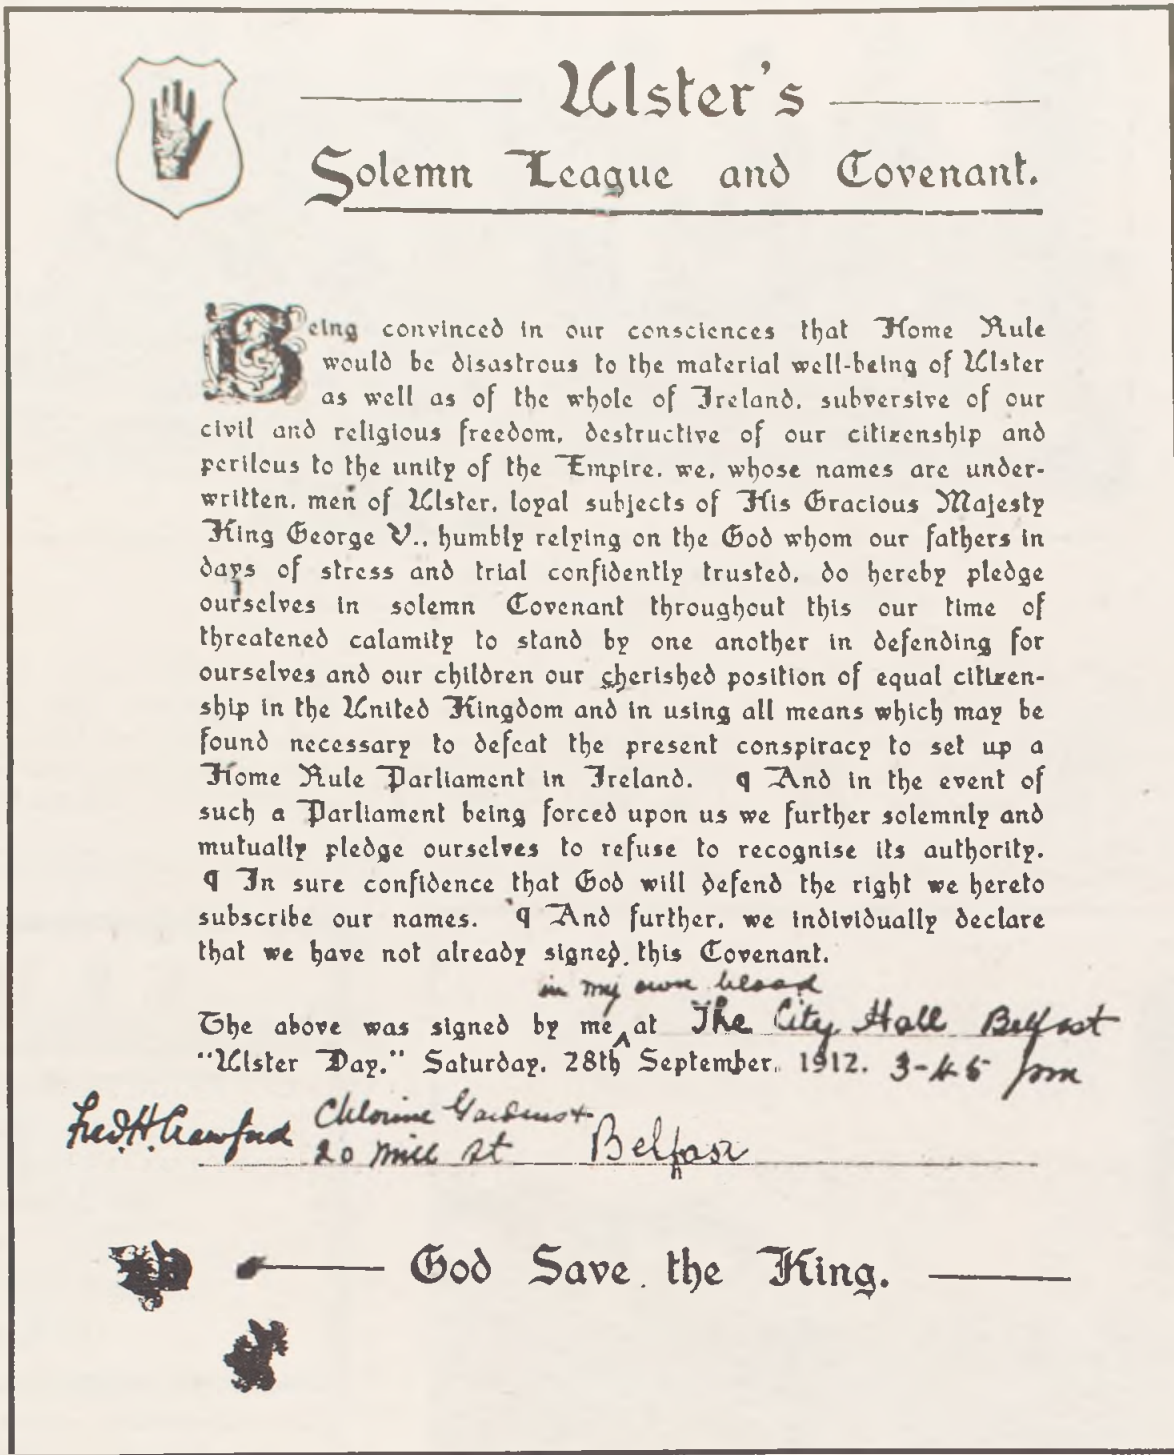 Ulster's
Solemn League and Covenant.
Being convinced in our consciences that Home Rule
would be disastrous to the material well-being of Ulster
as well as of the whole of Ireland, subversive of our
civil and religious freedom, destructive of our citizenship and
perilous to the unity of the Empire, we, whose names are under-
written, men of Ulster, loyal subjects of His Gracious Majesty
King George V., humbly relying on the God whom our fathers in
days of stress and trial confidently trusted, do hereby pledge
ourselves in solemn Covenant throughout this our time of
threatened calamity to stand by one another in defending for
ourselves and our children our cherished position of equal citizen-
ship in the United Kingdom and in using all means which may be
found necessary to defeat the present conspiracy to set up a
Home Rule Parliament in Ireland. ¶ And in the event of
such a Parliament being forced upon us we further solemnly and
mutually pledge ourselves to refuse to recognise its authority.
¶ In sure confidence that God will defend the right we hereto
subscribe our names. ¶ And further, we individually declare
that we have not already signed this Covenant.
in my own blood
The above was signed by me ^ at The City Hall Belfast
"Ulster Day." Saturday, 28th September, 1912. 3-45 pm
Fred. H. Crawford Chlorine Gardens +
20 Mill St Belfast
God Save the King.